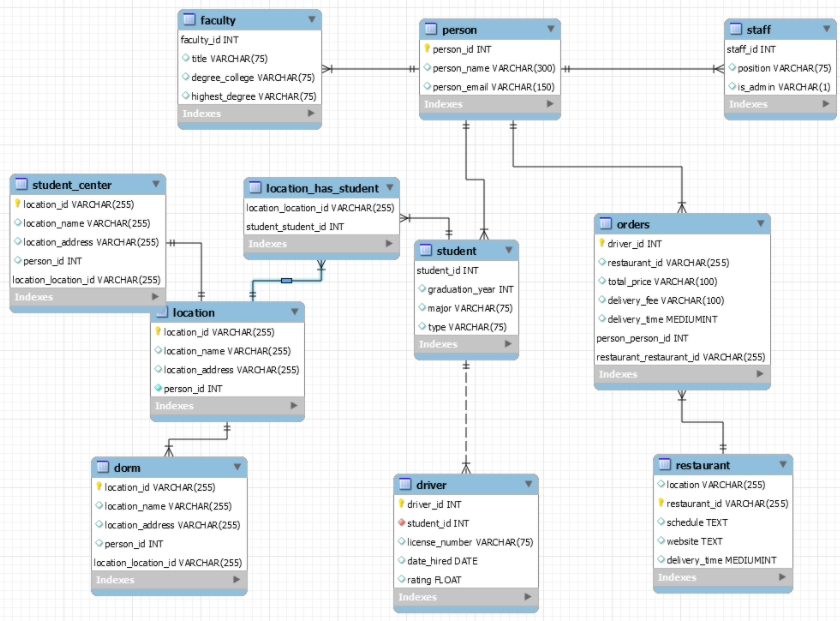 faculty
faculty_id INT
title VARCHAR(75)
degree_college VARCHAR(75)
highest_degree VARCHAR(75)
Indexes
person
person_id INT
person_name VARCHAR(300)
person_email VARCHAR(150)
Indexes
staff
staff_id INT
position VARCHAR(75)
is_admin VARCHAR(1)
Indexes
student_center
location_id VARCHAR(255)
location_name VARCHAR(255)
location_address VARCHAR(255)
person_id INT
location_location_id VARCHAR(255)
Indexes
location_has_student
location_location_id VARCHAR(255)
student_student_id INT
Indexes
student
student_id INT
graduation_year INT
major VARCHAR(75)
type VARCHAR(75)
Indexes
orders
driver_id INT
restaurant_id VARCHAR(255)
total_price VARCHAR(100)
delivery_fee VARCHAR(100)
delivery_time MEDIUMINT
person_person_id INT
restaurant_restaurant_id VARCHAR(255)
Indexes
location
location_id VARCHAR(255)
location_name VARCHAR(255)
location_address VARCHAR(255)
person_id INT
Indexes
dorm
location_id VARCHAR(255)
location_name VARCHAR(255)
location_address VARCHAR(255)
person_id INT
location_location_id VARCHAR(255)
Indexes
driver
driver_id INT
student_id INT
license_number VARCHAR(75)
date_hired DATE
rating FLOAT
Indexes
restaurant
location VARCHAR(255)
restaurant_id VARCHAR(255)
schedule TEXT
website TEXT
delivery_time MEDIUMINT
Indexes